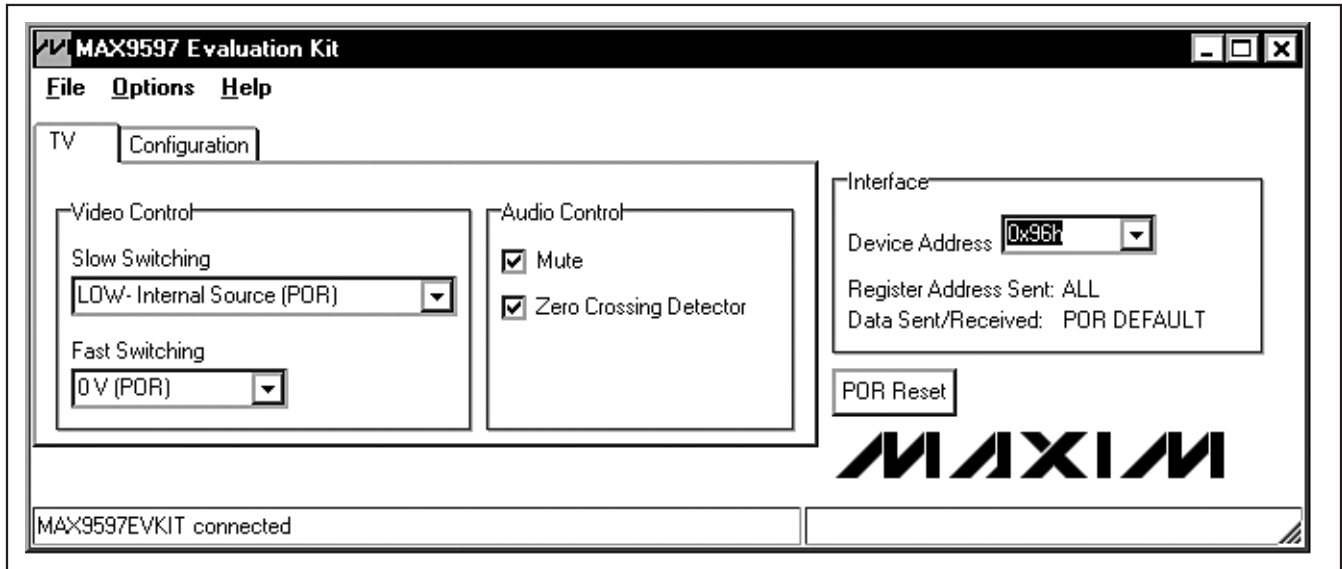 MAX9597 Evaluation Kit
File Options Help
TV Configuration
Video Control
Slow Switching
LOW- Internal Source (POR)
Fast Switching
0 V (POR)
Audio Control
Mute
Zero Crossing Detector
Interface
Device Address 0x96h
Register Address Sent: ALL
Data Sent/Received: POR DEFAULT
POR Reset
MAXIM
MAX9597EVKIT connected